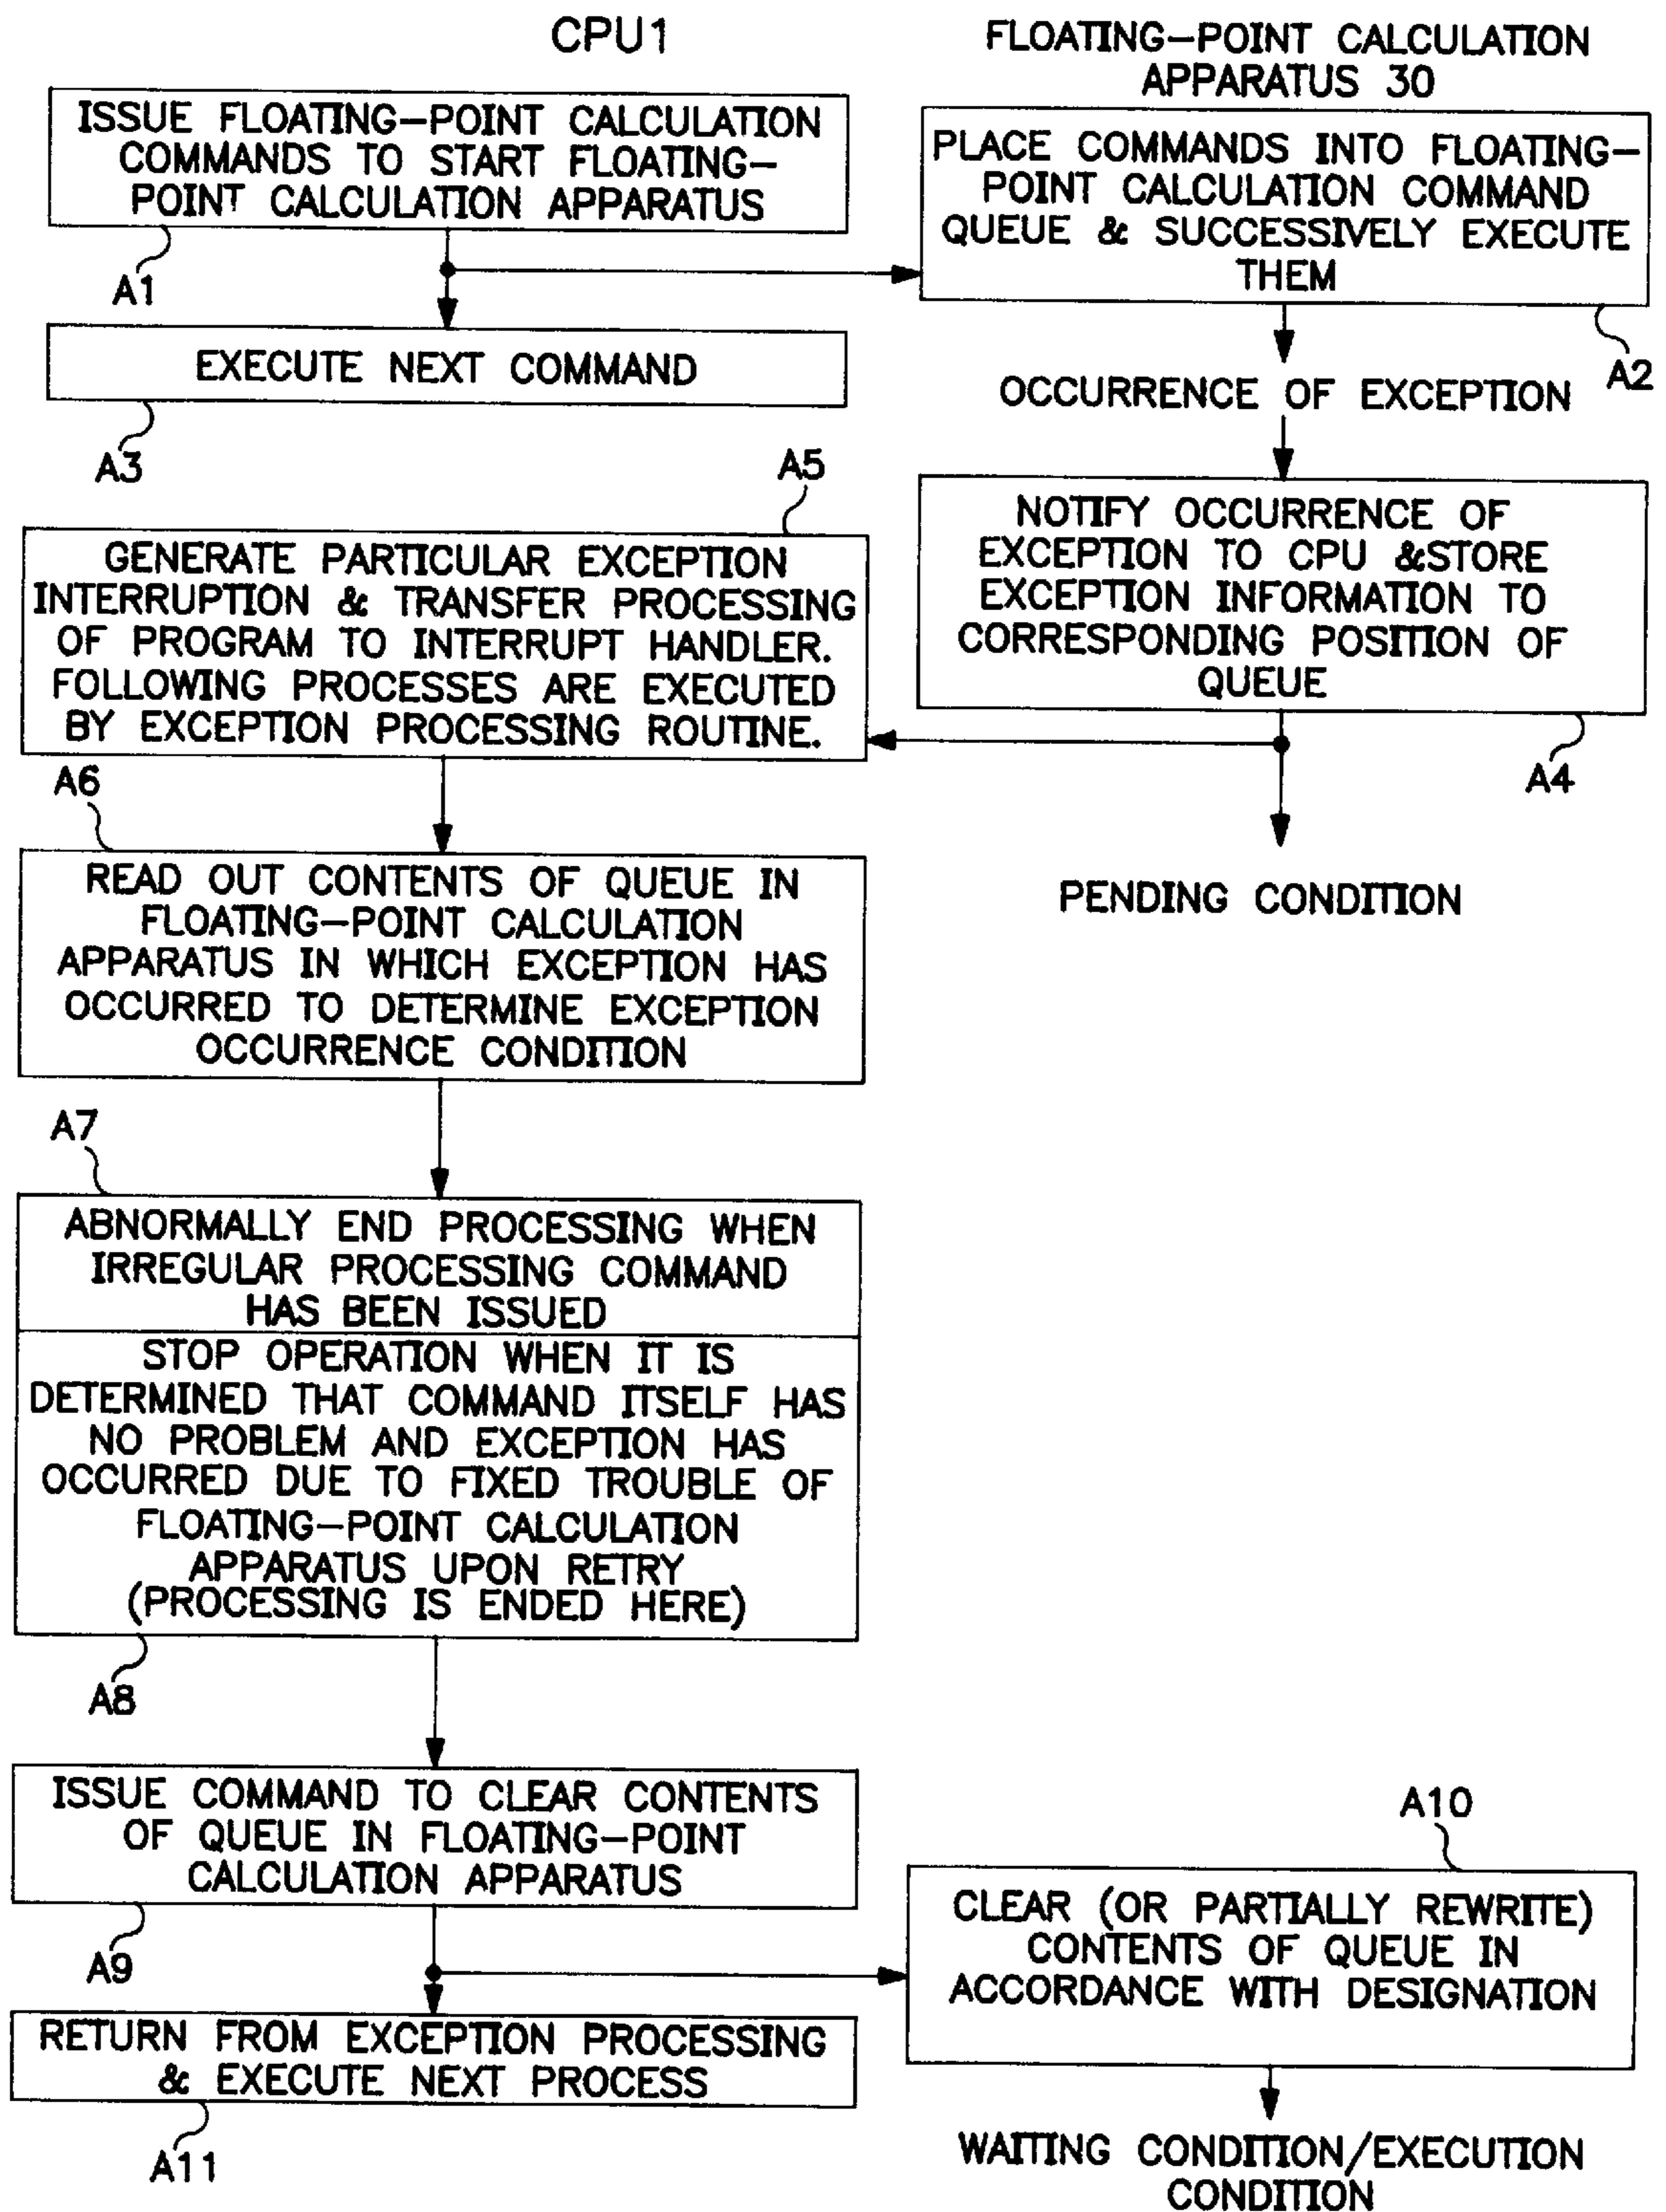 CPU1
FLOATING-POINT CALCULATION
APPARATUS 30
ISSUE FLOATING-POINT CALCULATION
COMMANDS TO START FLOATING-
POINT CALCULATION APPARATUS
A1
PLACE COMMANDS INTO FLOATING-
POINT CALCULATION COMMAND
QUEUE & SUCCESSIVELY EXECUTE
THEM
A2
EXECUTE NEXT COMMAND
A3
OCCURRENCE OF EXCEPTION
NOTIFY OCCURRENCE OF
EXCEPTION TO CPU &STORE
EXCEPTION INFORMATION TO
CORRESPONDING POSITION OF
QUEUE
A4
A5
GENERATE PARTICULAR EXCEPTION
INTERRUPTION & TRANSFER PROCESSING
OF PROGRAM TO INTERRUPT HANDLER.
FOLLOWING PROCESSES ARE EXECUTED
BY EXCEPTION PROCESSING ROUTINE.
PENDING CONDITION
A6
READ OUT CONTENTS OF QUEUE IN
FLOATING-POINT CALCULATION
APPARATUS IN WHICH EXCEPTION HAS
OCCURRED TO DETERMINE EXCEPTION
OCCURRENCE CONDITION
A7
ABNORMALLY END PROCESSING WHEN
IRREGULAR PROCESSING COMMAND
HAS BEEN ISSUED
STOP OPERATION WHEN IT IS
DETERMINED THAT COMMAND ITSELF HAS
NO PROBLEM AND EXCEPTION HAS
OCCURRED DUE TO FIXED TROUBLE OF
FLOATING-POINT CALCULATION
APPARATUS UPON RETRY
(PROCESSING IS ENDED HERE)
A8
ISSUE COMMAND TO CLEAR CONTENTS
OF QUEUE IN FLOATING-POINT
CALCULATION APPARATUS
A9
A10
CLEAR (OR PARTIALLY REWRITE)
CONTENTS OF QUEUE IN
ACCORDANCE WITH DESIGNATION
RETURN FROM EXCEPTION PROCESSING
& EXECUTE NEXT PROCESS
A11
WAITING CONDITION/EXECUTION
CONDITION